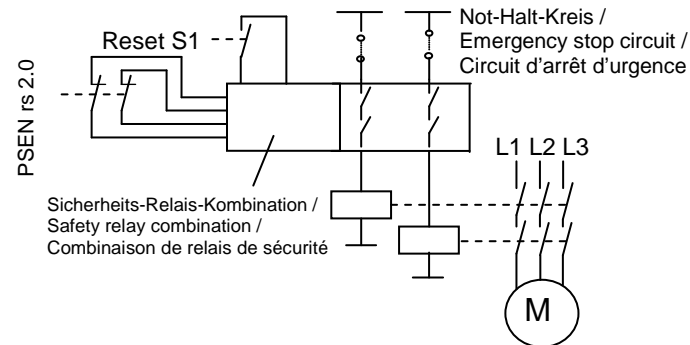 Reset S1
Not-Halt-Kreis /
Emergency stop circuit /
Circuit d'arrêt d'urgence
PSEN rs 2.0
L1 L2 L3
Sicherheits-Relais-Kombination /
Safety relay combination /
Combinaison de relais de sécurité
M